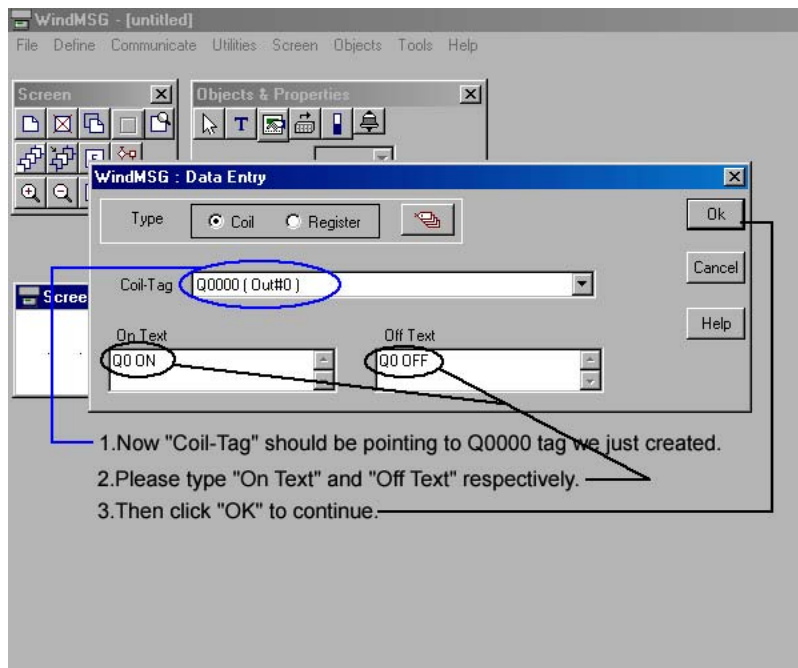 WindMSG - [untitled]
File Define Communicate Utilities Screen Objects Tools Help
Screen
Objects & Properties
T
WindMSG : Data Entry
Type
Coil
Register
Ok
Coil-Tag
Q0000 ( Out#0 )
Cancel
On Text
Off Text
Help
Q0 ON
Q0 OFF
1.Now "Coil-Tag" should be pointing to Q0000 tag we just created.
2.Please type "On Text" and "Off Text" respectively.
3.Then click "OK" to continue.